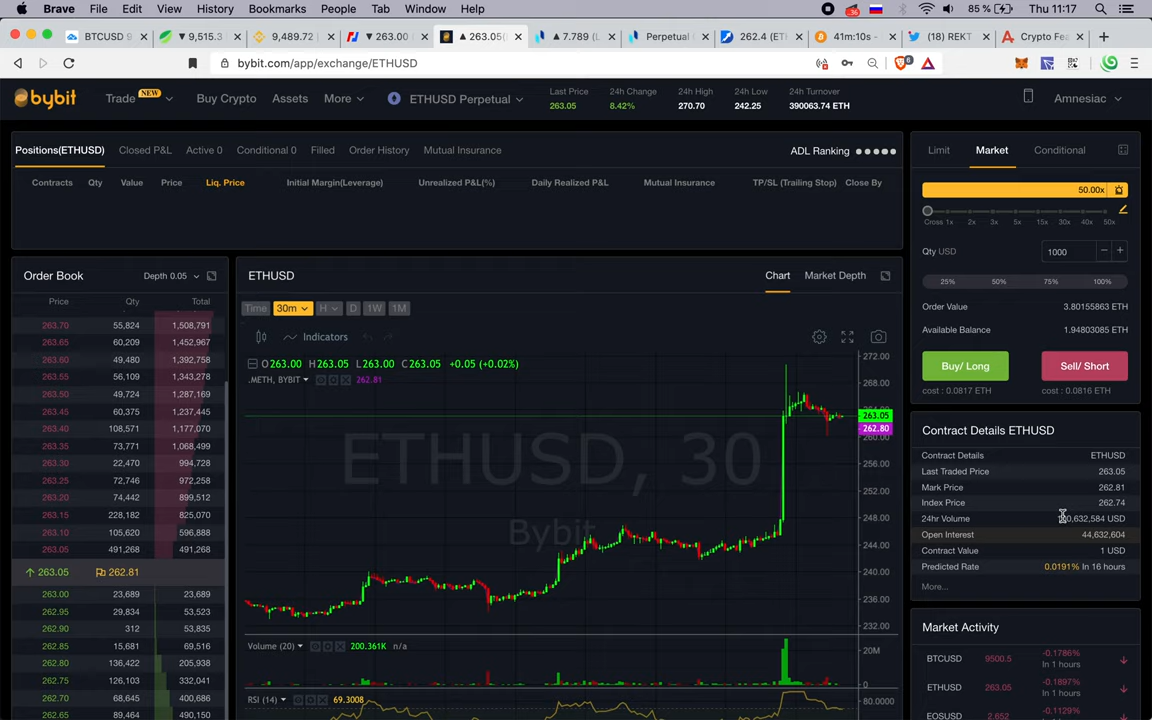 Brave File Edit View History Bookmarks People Tab Window Help 85 % Thu 11:17
BTCUSD 9 ▼ 9,515.3 9,489.72 ▼ 263.00 ▲ 263.05( ▲ 7.789 (L Perpetual 262.4 (ET 41m:10s - (18) REKT Crypto Fea
bybit.com/app/exchange/ETHUSD
bybit Trade NEW Buy Crypto Assets More ETHUSD Perpetual Amnesiac
Last Price 24h Change 24h High 24h Low 24h Turnover
263.05 8.42% 270.70 242.25 390063.74 ETH
Positions(ETHUSD) Closed P&L Active 0 Conditional 0 Filled Order History Mutual Insurance ADL Ranking
Contracts Qty Value Price Liq. Price Initial Margin(Leverage) Unrealized P&L(%) Daily Realized P&L Mutual Insurance TP/SL (Trailing Stop) Close By
Limit Market Conditional
50.00x
Cross 1x 2x 3x 5x 15x 30x 40x 50x
Qty USD 1000 − +
25% 50% 75% 100%
Order Value 3.80155863 ETH
Available Balance 1.94803085 ETH
Buy/ Long Sell/ Short
cost : 0.0817 ETH cost : 0.0816 ETH
Order Book Depth 0.05
Price Qty Total
263.70 55,824 1,508,791
263.65 60,209 1,452,967
263.60 49,480 1,392,758
263.55 56,109 1,343,278
263.50 49,724 1,287,169
263.45 60,375 1,237,445
263.40 108,571 1,177,070
263.35 73,771 1,068,499
263.30 22,470 994,728
263.25 72,746 972,258
263.20 74,442 899,512
263.15 228,182 825,070
263.10 105,620 596,888
263.05 491,268 491,268
263.05 262.81
263.00 23,689 23,689
262.95 29,834 53,523
262.90 312 53,835
262.85 15,681 69,516
262.80 136,422 205,938
262.75 126,103 332,041
262.70 68,645 400,686
262.65 89,464 490,150
ETHUSD Chart Market Depth
Time 30m H D 1W 1M
Indicators
O263.00 H263.05 L263.00 C263.05 +0.05 (+0.02%)
.METH, BYBIT 262.81
ETHUSD, 30
Bybit
272.00
268.00
263.05
262.80
260.00
256.00
252.00
248.00
244.00
240.00
236.00
232.00
Volume (20) 200.361K n/a
20M
0
RSI (14) 69.3008
80.0000
Contract Details ETHUSD
Contract Details ETHUSD
Last Traded Price 263.05
Mark Price 262.81
Index Price 262.74
24hr Volume 0,632,584 USD
Open Interest 44,632,604
Contract Value 1 USD
Predicted Rate 0.0191% In 16 hours
More...
Market Activity
BTCUSD 9500.5 -0.1786% In 1 hours
ETHUSD 263.05 -0.1897% In 1 hours
EOSUSD 2.652 -0.1129%